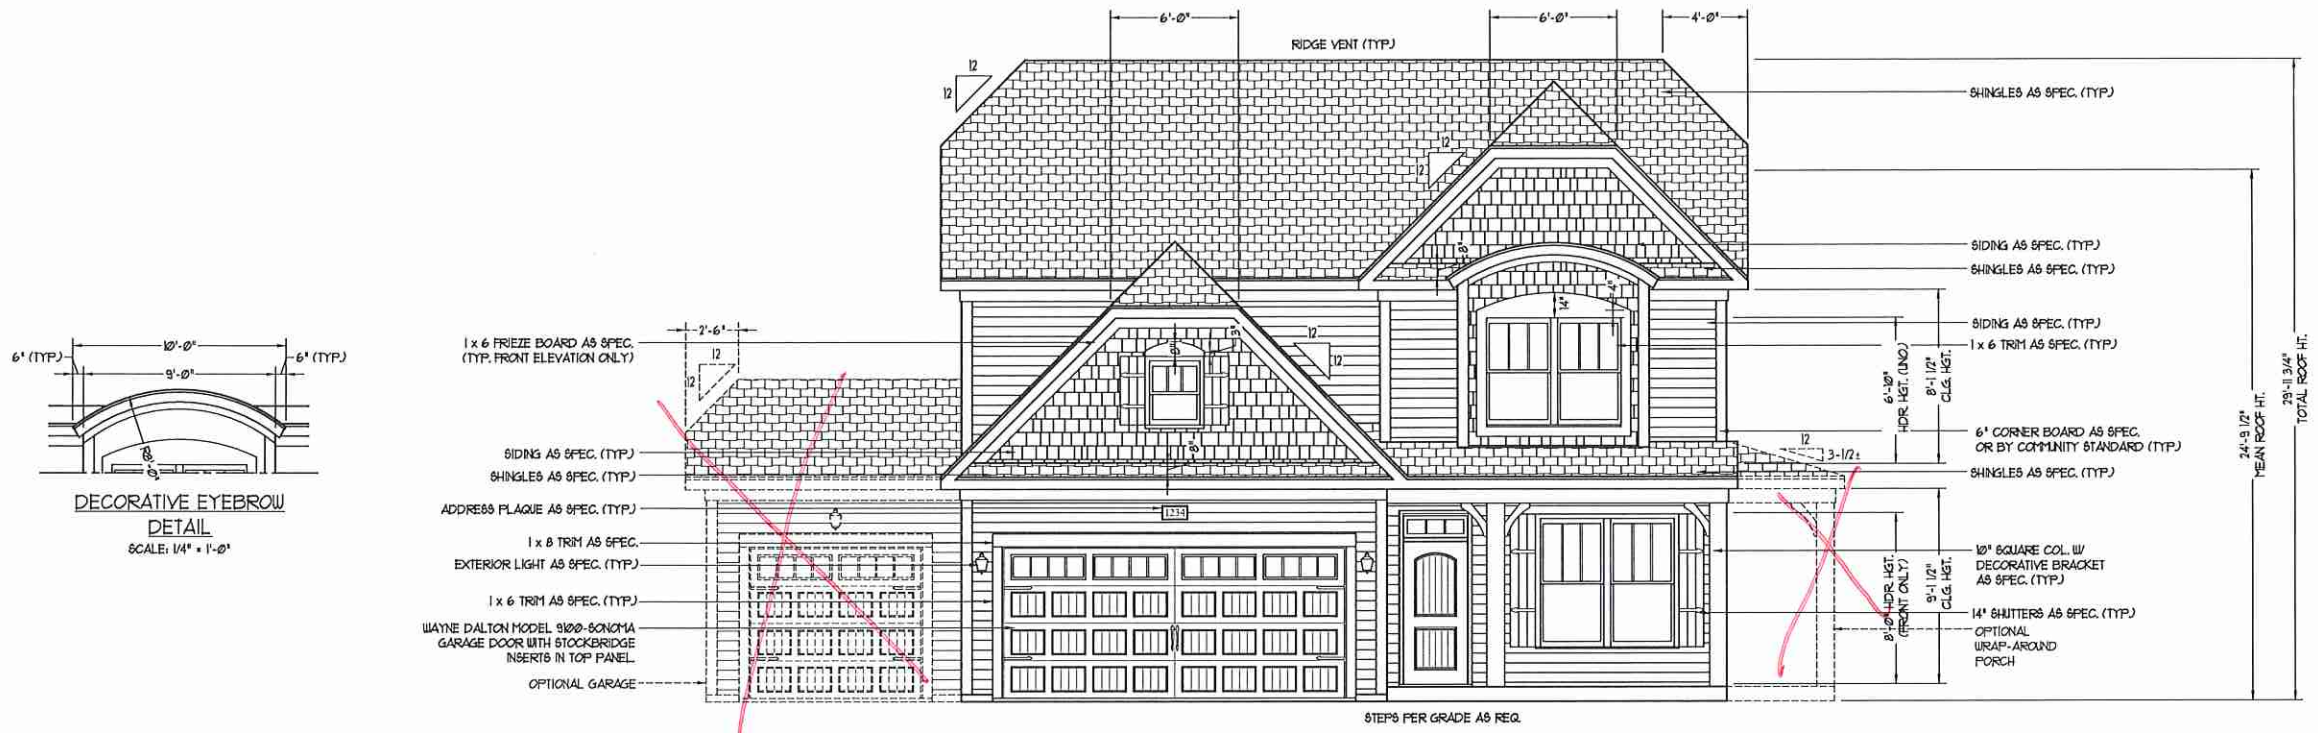 6'-0"
6'-0"
4'-0"
RIDGE VENT (TYP.)
12
12
SHINGLES AS SPEC. (TYP.)
12
12
8"
SIDING AS SPEC. (TYP.)
SHINGLES AS SPEC. (TYP.)
4"
14"
SIDING AS SPEC. (TYP.)
1 x 6 TRIM AS SPEC. (TYP.)
6'-10"
HDR. HGT. (UNO)
8'-1 1/2"
CLG. HGT.
24'-9 1/2"
MEAN ROOF HT.
29'-11 3/4"
TOTAL ROOF HT.
6" CORNER BOARD AS SPEC.
OR BY COMMUNITY STANDARD (TYP.)
12
3-1/2±
SHINGLES AS SPEC. (TYP.)
8'-0" HDR. HGT.
(FRONT ONLY)
9'-1 1/2"
CLG. HGT.
10" SQUARE COL. W/
DECORATIVE BRACKET
AS SPEC. (TYP.)
14" SHUTTERS AS SPEC. (TYP.)
OPTIONAL
WRAP-AROUND
PORCH
2'-6"
12
12
1 x 6 FRIEZE BOARD AS SPEC.
(TYP. FRONT ELEVATION ONLY)
3"
8"
12
12
8"
SIDING AS SPEC. (TYP.)
SHINGLES AS SPEC. (TYP.)
ADDRESS PLAQUE AS SPEC. (TYP.)
1234
1 x 8 TRIM AS SPEC.
EXTERIOR LIGHT AS SPEC. (TYP.)
1 x 6 TRIM AS SPEC. (TYP.)
WAYNE DALTON MODEL 9100-SONOMA
GARAGE DOOR WITH STOCKBRIDGE
INSERTS IN TOP PANEL.
OPTIONAL GARAGE
STEPS PER GRADE AS REQ.
10'-0"
6" (TYP.)
6" (TYP.)
9'-0"
DECORATIVE EYEBROW
DETAIL
SCALE: 1/4" = 1'-0"